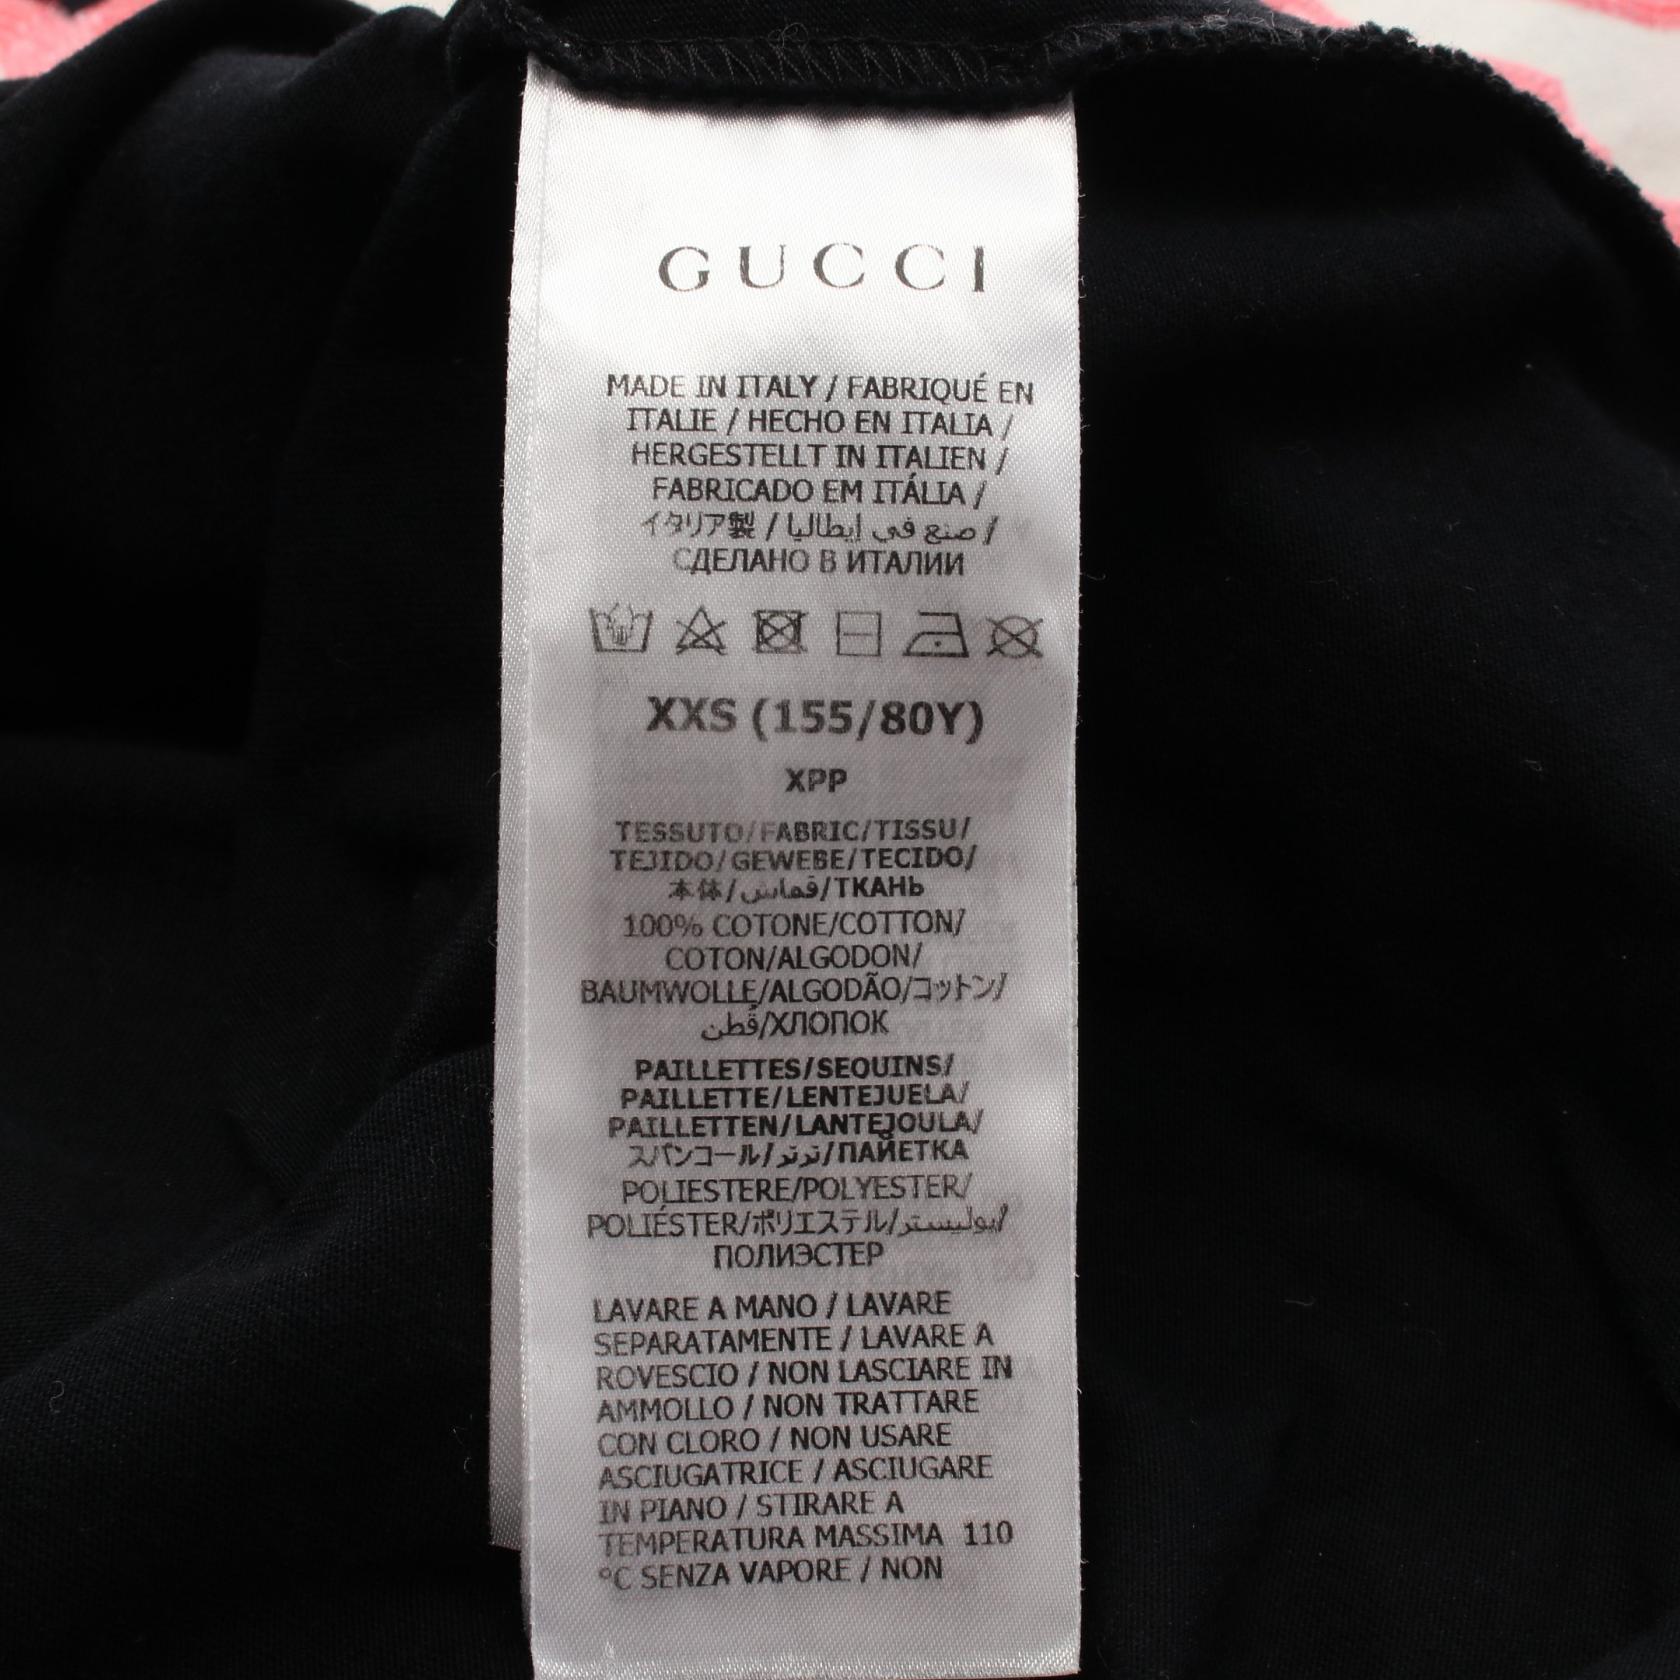 GUCCI
MADE IN ITALY / FABRIQUÉ EN
ITALIE / HECHO EN ITALIA /
HERGESTELLT IN ITALIEN /
FABRICADO EM ITÁLIA /
イタリア製 / صنع في إيطاليا /
СДЕЛАНО В ИТАЛИИ
XXS (155/80Y)
XPP
TESSUTO/FABRIC/TISSU/
TEJIDO/GEWEBE/TECIDO/
本体/قماش/ТКАНЬ
100% COTONE/COTTON/
COTON/ALGODON/
BAUMWOLLE/ALGODÃO/コットン/
قطن/ХЛОПОК
PAILLETTES/SEQUINS/
PAILLETTE/LENTEJUELA/
PAILLETTEN/LANTEJOULA/
スパンコール/ترتر/ПАЙЕТКА
POLIESTERE/POLYESTER/
POLIÉSTER/ポリエステル/بوليستر/
ПОЛИЭСТЕР
LAVARE A MANO / LAVARE
SEPARATAMENTE / LAVARE A
ROVESCIO / NON LASCIARE IN
AMMOLLO / NON TRATTARE
CON CLORO / NON USARE
ASCIUGATRICE / ASCIUGARE
IN PIANO / STIRARE A
TEMPERATURA MASSIMA 110
°C SENZA VAPORE / NON